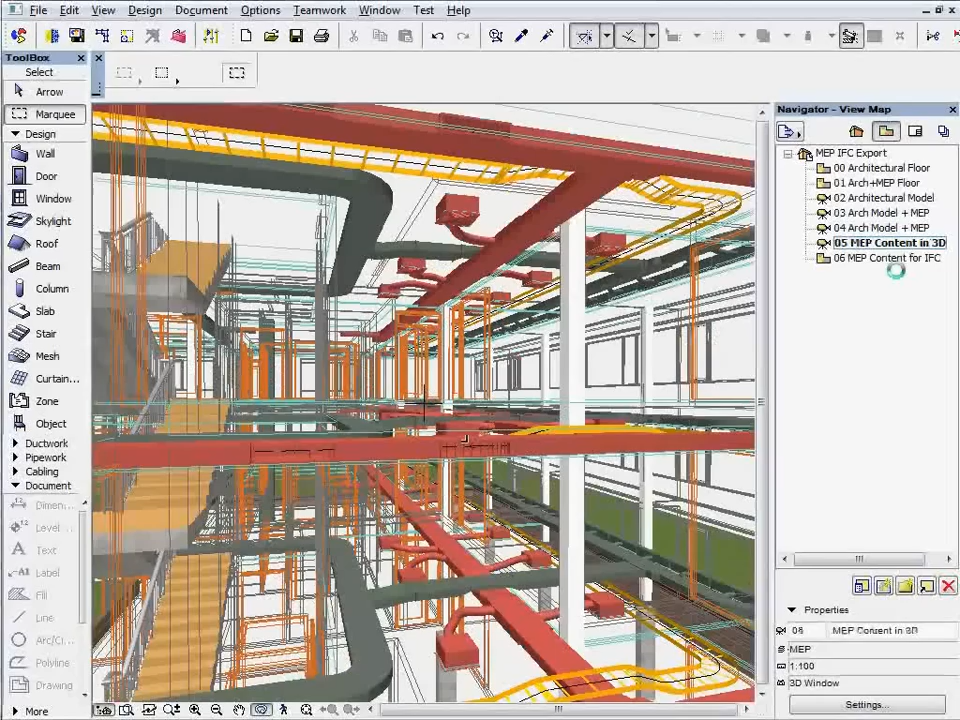 File Edit View Design Document Options Teamwork Window Test Help
ToolBox
Select
Arrow
Marquee
Design
Wall
Door
Window
Skylight
Roof
Beam
Column
Slab
Stair
Mesh
Curtain...
Zone
Object
Ductwork
Pipework
Cabling
Document
Dimen...
Level ...
Text
Label
Fill
Line
Arc/Ci...
Polyline
Drawing
More
Navigator - View Map
MEP IFC Export
00 Architectural Floor
01 Arch+MEP Floor
02 Architectural Model
03 Arch Model + MEP
04 Arch Model + MEP
05 MEP Content in 3D
06 MEP Content for IFC
Properties
MEP Content in 3D
MEP
1:100
3D Window
Settings...